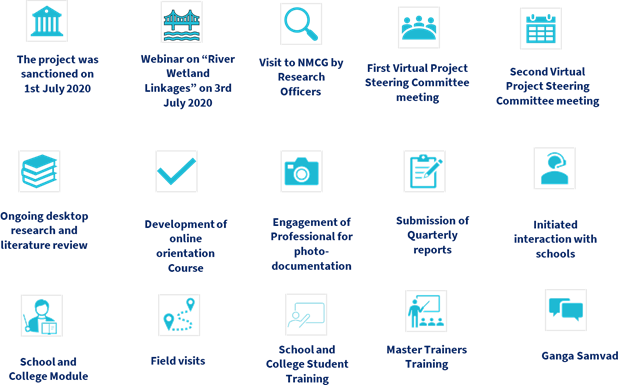 The project was
sanctioned on
1st July 2020
Webinar on “River
Wetland
Linkages” on 3rd
July 2020
Visit to NMCG by
Research
Officers
First Virtual Project
Steering Committee
meeting
Second Virtual
Project Steering
Committee meeting
Ongoing desktop
research and
literature review
Development of
online
orientation
Course
Engagement of
Professional for
photo-
documentation
Submission of
Quarterly
reports
Initiated
interaction with
schools
School and
College Module
Field visits
School and
College Student
Training
Master Trainers
Training
Ganga Samvad